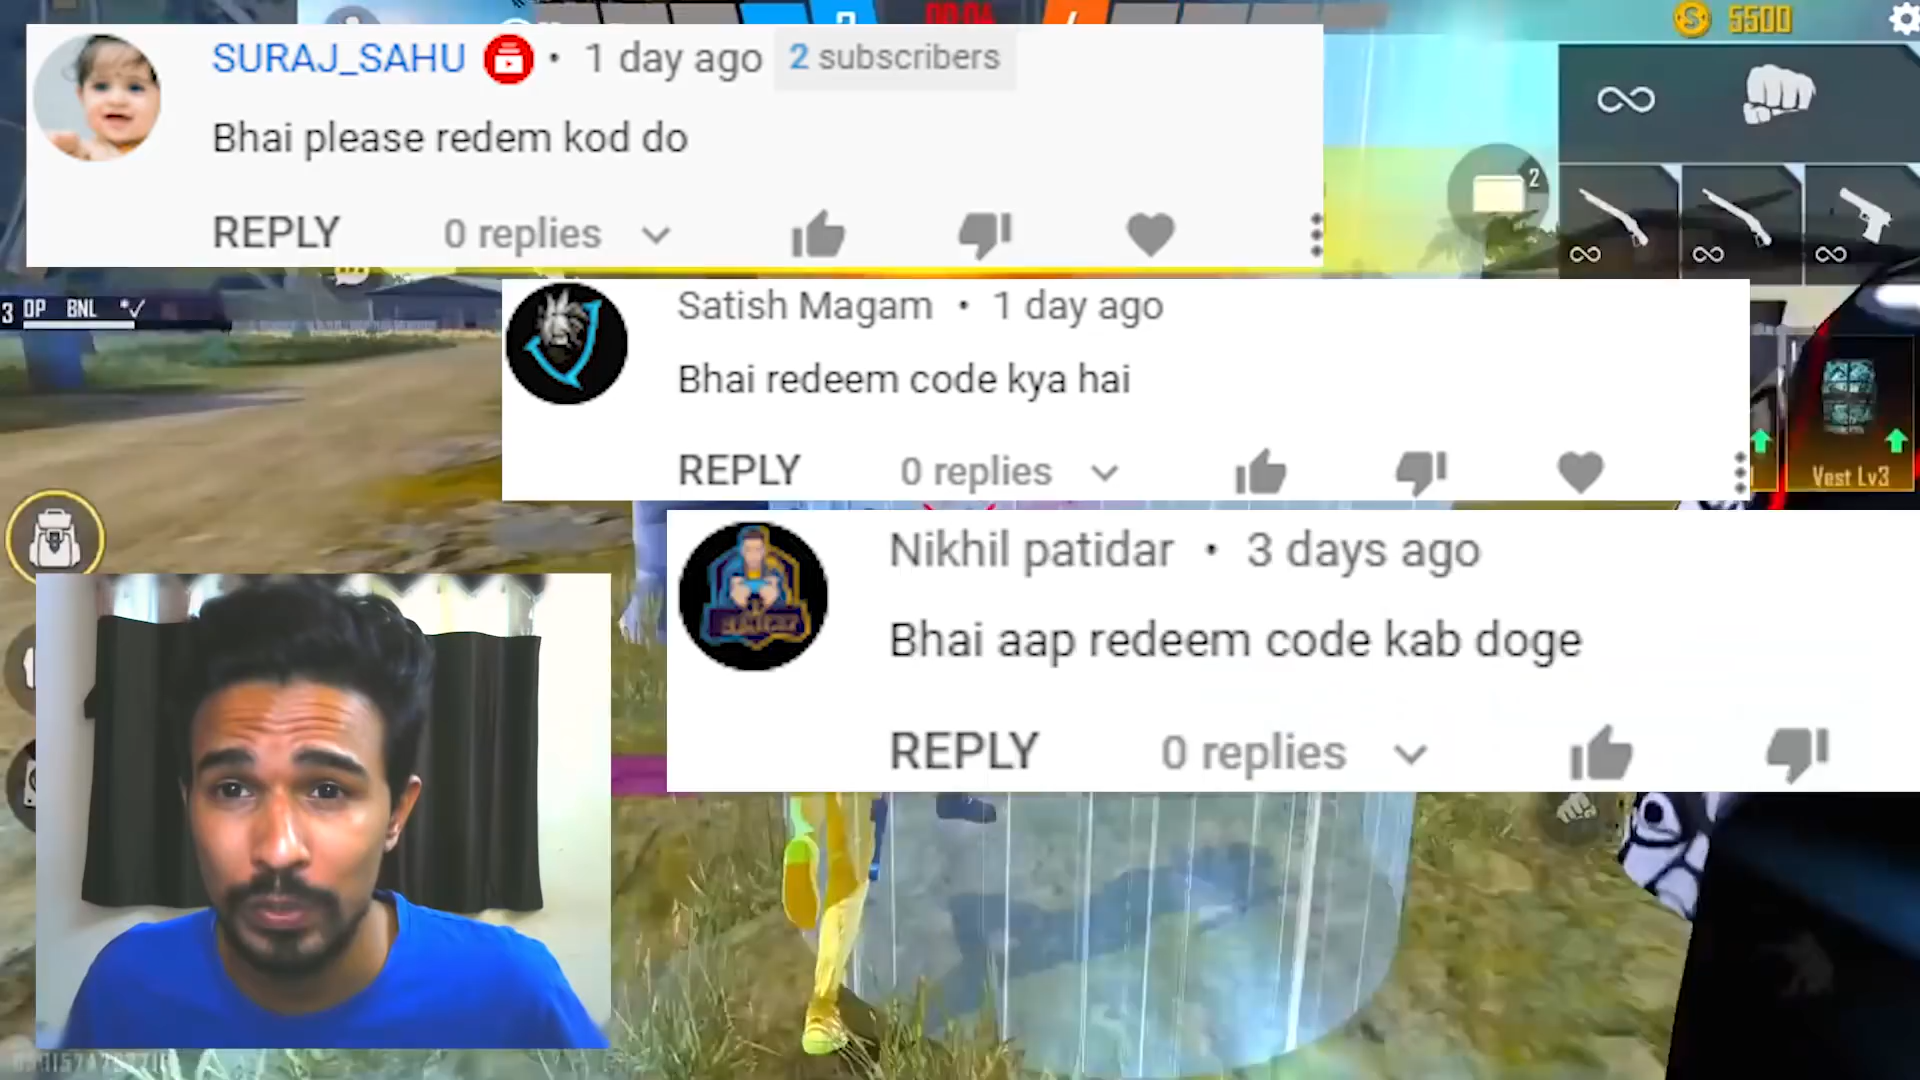 5500
SURAJ_SAHU • 1 day ago 2 subscribers
Bhai please redem kod do
REPLY 0 replies
2
3 OP BNL
Satish Magam • 1 day ago
Bhai redeem code kya hai
REPLY 0 replies
Vest Lv3
Nikhil patidar • 3 days ago
Bhai aap redeem code kab doge
REPLY 0 replies